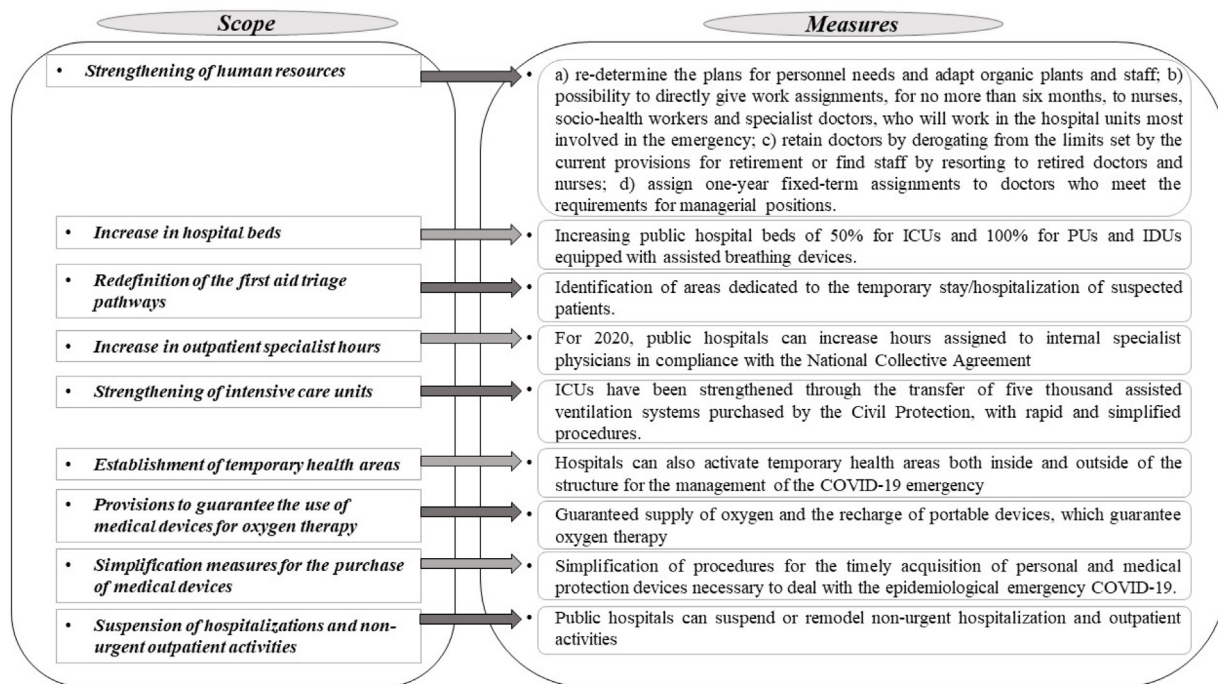 Scope
Measures
• Strengthening of human resources
• a) re-determine the plans for personnel needs and adapt organic plants and staff; b)
possibility to directly give work assignments, for no more than six months, to nurses,
socio-health workers and specialist doctors, who will work in the hospital units most
involved in the emergency; c) retain doctors by derogating from the limits set by the
current provisions for retirement or find staff by resorting to retired doctors and
nurses; d) assign one-year fixed-term assignments to doctors who meet the
requirements for managerial positions.
• Increase in hospital beds
• Increasing public hospital beds of 50% for ICUs and 100% for PUs and IDUs
equipped with assisted breathing devices.
• Redefinition of the first aid triage
pathways
• Identification of areas dedicated to the temporary stay/hospitalization of suspected
patients.
• Increase in outpatient specialist hours
• For 2020, public hospitals can increase hours assigned to internal specialist
physicians in compliance with the National Collective Agreement
• Strengthening of intensive care units
• ICUs have been strengthened through the transfer of five thousand assisted
ventilation systems purchased by the Civil Protection, with rapid and simplified
procedures.
• Establishment of temporary health areas
• Hospitals can also activate temporary health areas both inside and outside of the
structure for the management of the COVID-19 emergency
• Provisions to guarantee the use of
medical devices for oxygen therapy
• Guaranteed supply of oxygen and the recharge of portable devices, which guarantee
oxygen therapy
• Simplification measures for the purchase
of medical devices
• Simplification of procedures for the timely acquisition of personal and medical
protection devices necessary to deal with the epidemiological emergency COVID-19.
• Suspension of hospitalizations and non-
urgent outpatient activities
• Public hospitals can suspend or remodel non-urgent hospitalization and outpatient
activities